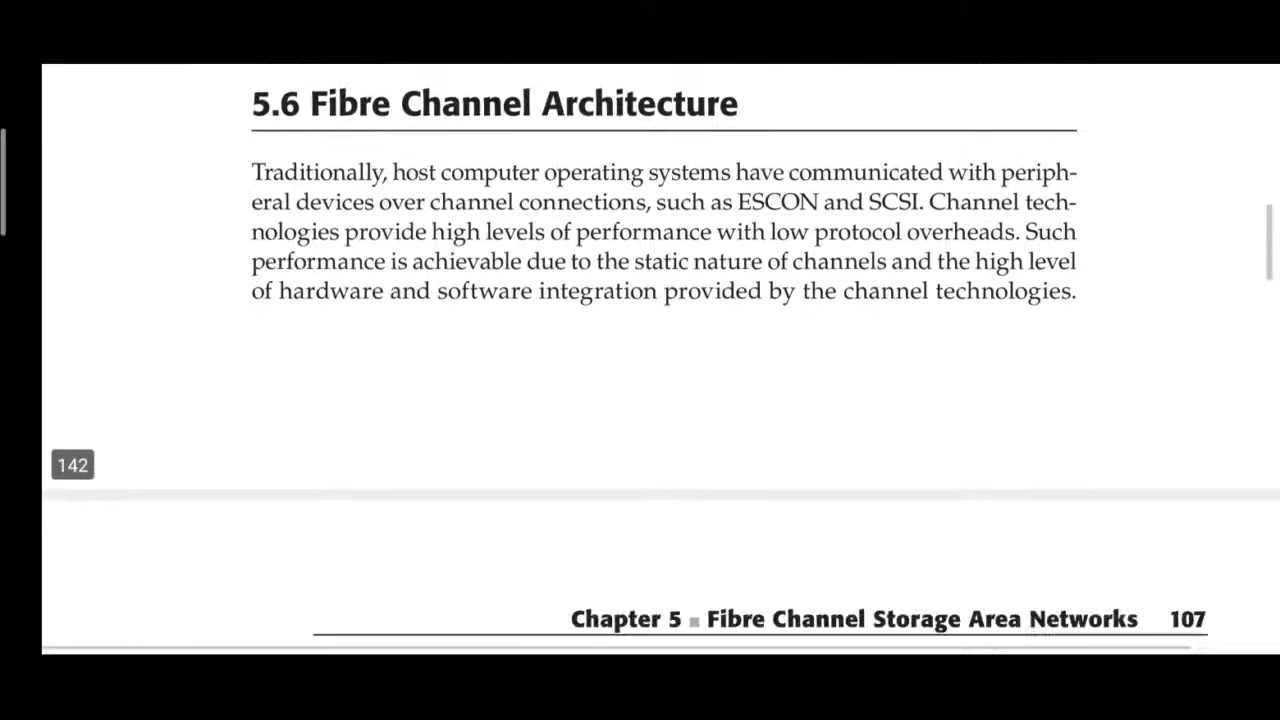 5.6 Fibre Channel Architecture
Traditionally, host computer operating systems have communicated with periph-
eral devices over channel connections, such as ESCON and SCSI. Channel tech-
nologies provide high levels of performance with low protocol overheads. Such
performance is achievable due to the static nature of channels and the high level
of hardware and software integration provided by the channel technologies.
142
Chapter 5 ■ Fibre Channel Storage Area Networks 107